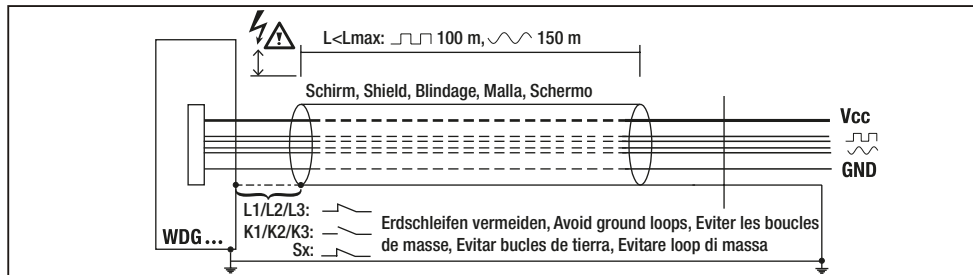 L<Lmax: 100 m, 150 m
Schirm, Shield, Blindage, Malla, Schermo
Vcc
GND
L1/L2/L3:
K1/K2/K3:
Sx:
Erdschleifen vermeiden, Avoid ground loops, Eviter les boucles
de masse, Evitar bucles de tierra, Evitare loop di massa
WDG...